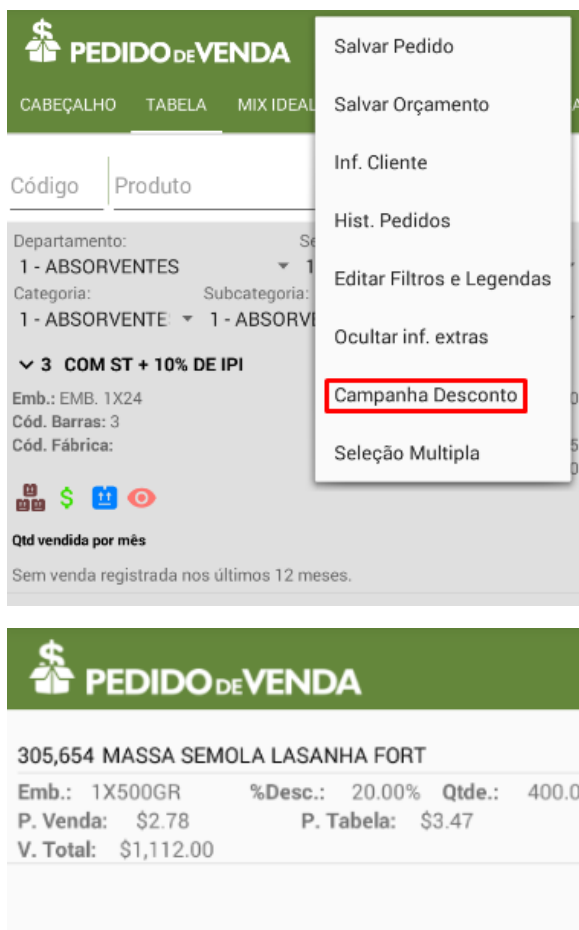 PEDIDO DE VENDA
CABEÇALHO TABELA MIX IDEAL
Código Produto
Departamento: Se
1 - ABSORVENTES 1
Categoria: Subcategoria:
1 - ABSORVENTE 1 - ABSORVE
3 COM ST + 10% DE IPI
Emb.: EMB. 1X24
Cód. Barras: 3
Cód. Fábrica:
Qtd vendida por mês
Sem venda registrada nos últimos 12 meses.
Salvar Pedido
Salvar Orçamento
Inf. Cliente
Hist. Pedidos
Editar Filtros e Legendas
Ocultar inf. extras
Campanha Desconto
Seleção Multipla
PEDIDO DE VENDA
305,654 MASSA SEMOLA LASANHA FORT
Emb.: 1X500GR %Desc.: 20.00% Qtde.: 400.0
P. Venda: $2.78 P. Tabela: $3.47
V. Total: $1,112.00